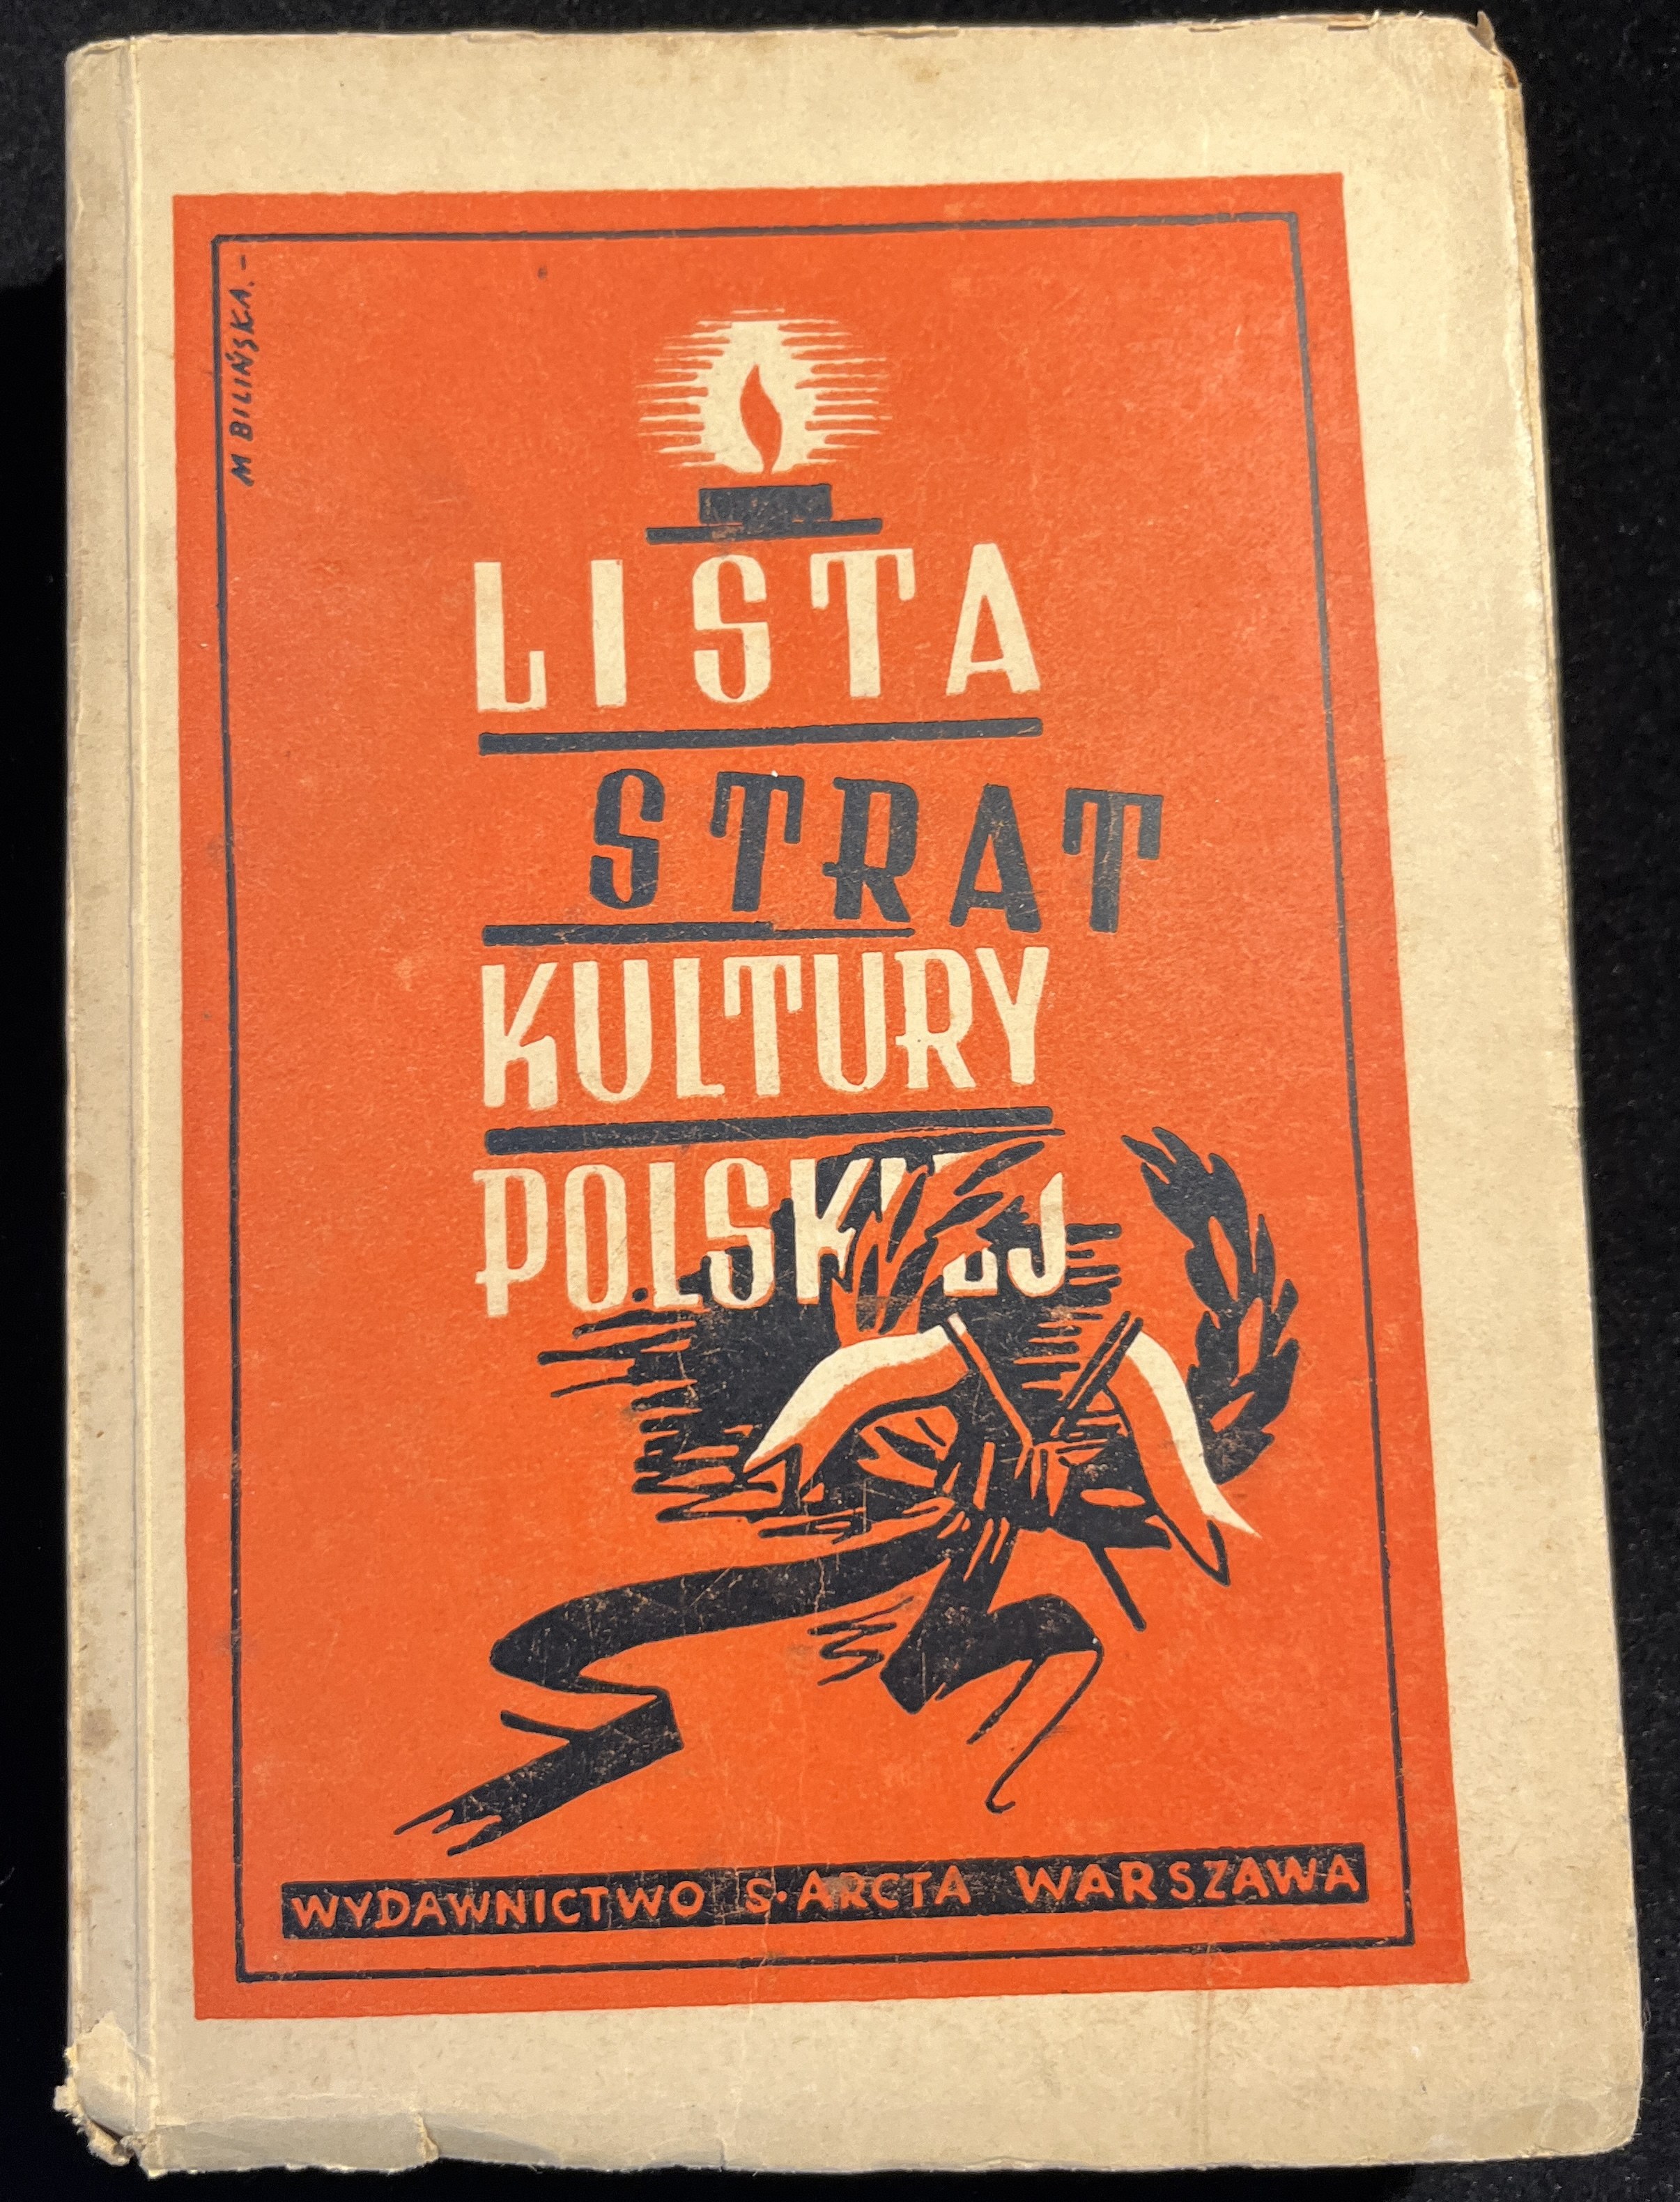 M BILIŃSKA.-
LISTA
STRAT
KULTURY
POLSKIEJ
WYDAWNICTWO S·ARCTA WARSZAWA